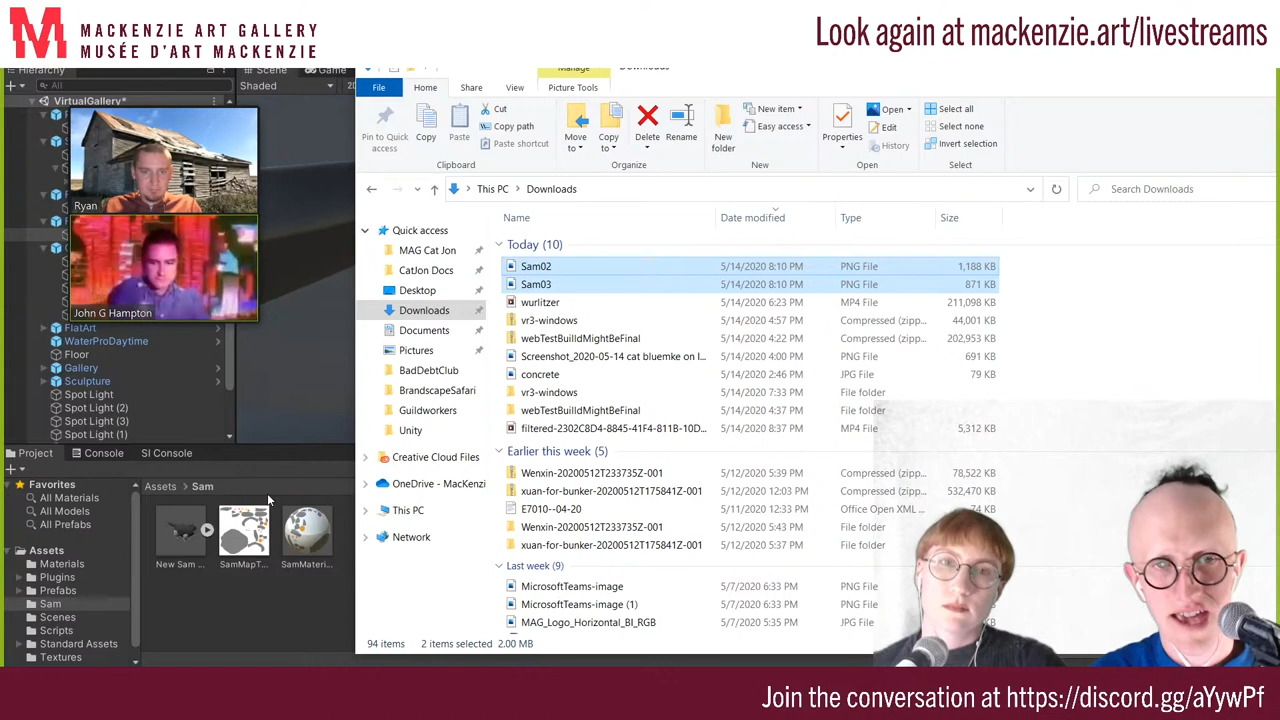 MACKENZIE ART GALLERY
MUSÉE D'ART MACKENZIE
Look again at mackenzie.art/livestreams
Hierarchy
Scene
Game
All
Shaded
VirtualGallery*
Ryan
John G Hampton
FlatArt
WaterProDaytime
Floor
Gallery
Sculpture
Spot Light
Spot Light (2)
Spot Light (3)
Spot Light (1)
Project
Console
SI Console
Favorites
All Materials
All Models
All Prefabs
Assets
Materials
Plugins
Prefabs
Sam
Scenes
Scripts
Standard Assets
Textures
Assets > Sam
New Sam ...
SamMapT...
SamMateri...
Manage
Downloads
File
Home
Share
View
Picture Tools
Pin to Quick access
Copy
Paste
Cut
Copy path
Paste shortcut
Clipboard
Move to
Copy to
Delete
Rename
Organize
New folder
New item
Easy access
New
Properties
Open
Edit
History
Open
Select all
Select none
Invert selection
Select
This PC > Downloads
Search Downloads
Quick access
MAG Cat Jon
CatJon Docs
Desktop
Downloads
Documents
Pictures
BadDebtClub
BrandscapeSafari
Guildworkers
Unity
Creative Cloud Files
OneDrive - MacKenzi
This PC
Network
Name Date modified Type Size
Today (10)
Sam02 5/14/2020 8:10 PM PNG File 1,188 KB
Sam03 5/14/2020 8:10 PM PNG File 871 KB
wurlitzer 5/14/2020 6:23 PM MP4 File 211,098 KB
vr3-windows 5/14/2020 4:57 PM Compressed (zipp... 44,001 KB
webTestBuilldMightBeFinal 5/14/2020 4:22 PM Compressed (zipp... 202,953 KB
Screenshot_2020-05-14 cat bluemke on I... 5/14/2020 4:00 PM PNG File 691 KB
concrete 5/14/2020 2:46 PM JPG File 79 KB
vr3-windows 5/14/2020 7:33 PM File folder
webTestBuilldMightBeFinal 5/14/2020 4:37 PM File folder
filtered-2302C8D4-8845-41F4-811B-10D... 5/14/2020 8:37 PM MP4 File 5,312 KB
Earlier this week (5)
Wenxin-20200512T233735Z-001 5/12/2020 5:39 PM Compressed (zipp... 78,522 KB
xuan-for-bunker-20200512T175841Z-001 5/12/2020 12:03 PM Compressed (zipp... 532,470 KB
E7010--04-20 5/11/2020 12:33 PM Office Open XML ... 74 KB
Wenxin-20200512T233735Z-001 5/12/2020 5:43 PM File folder
xuan-for-bunker-20200512T175841Z-001 5/12/2020 5:37 PM File folder
Last week (9)
MicrosoftTeams-image 5/7/2020 6:33 PM PNG File
MicrosoftTeams-image (1) 5/7/2020 6:33 PM PNG File
MAG_Logo_Horizontal_BI_RGB 5/7/2020 5:35 PM JPG File
94 items 2 items selected 2.00 MB
Join the conversation at https://discord.gg/aYywPf